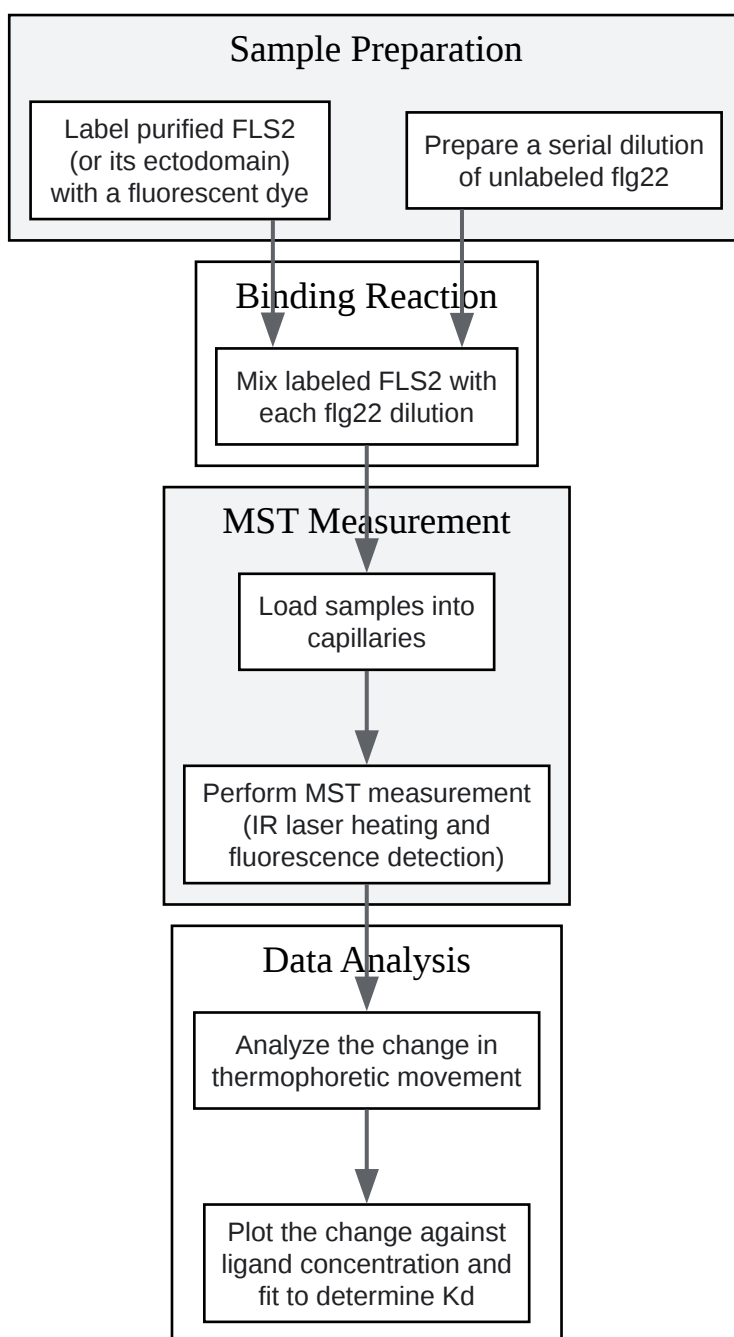 Sample Preparation
Label purified FLS2
(or its ectodomain)
with a fluorescent dye
Prepare a serial dilution
of unlabeled flg22
Binding Reaction
Mix labeled FLS2 with
each flg22 dilution
MST Measurement
Load samples into
capillaries
Perform MST measurement
(IR laser heating and
fluorescence detection)
Data Analysis
Analyze the change in
thermophoretic movement
Plot the change against
ligand concentration and
fit to determine Kd